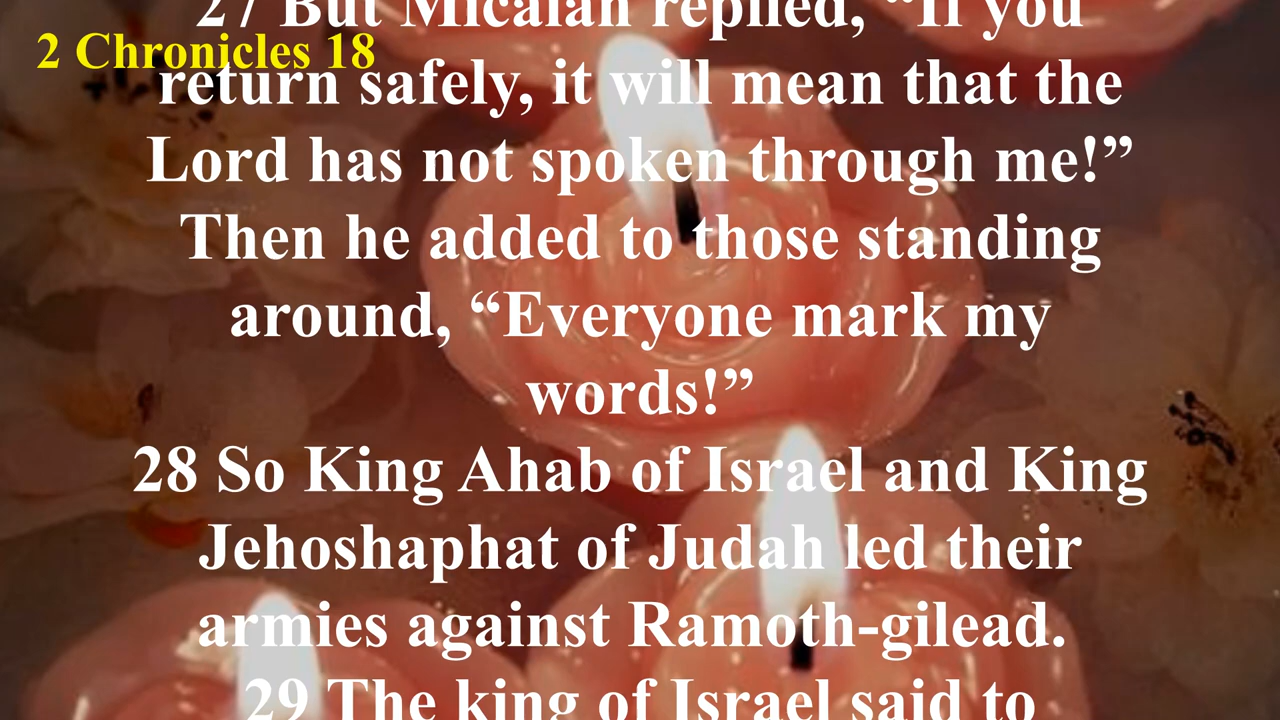 27 But Micaiah replied, “If you
2 Chronicles 18
return safely, it will mean that the
Lord has not spoken through me!”
Then he added to those standing
around, “Everyone mark my
words!”
28 So King Ahab of Israel and King
Jehoshaphat of Judah led their
armies against Ramoth-gilead.
29 The king of Israel said to